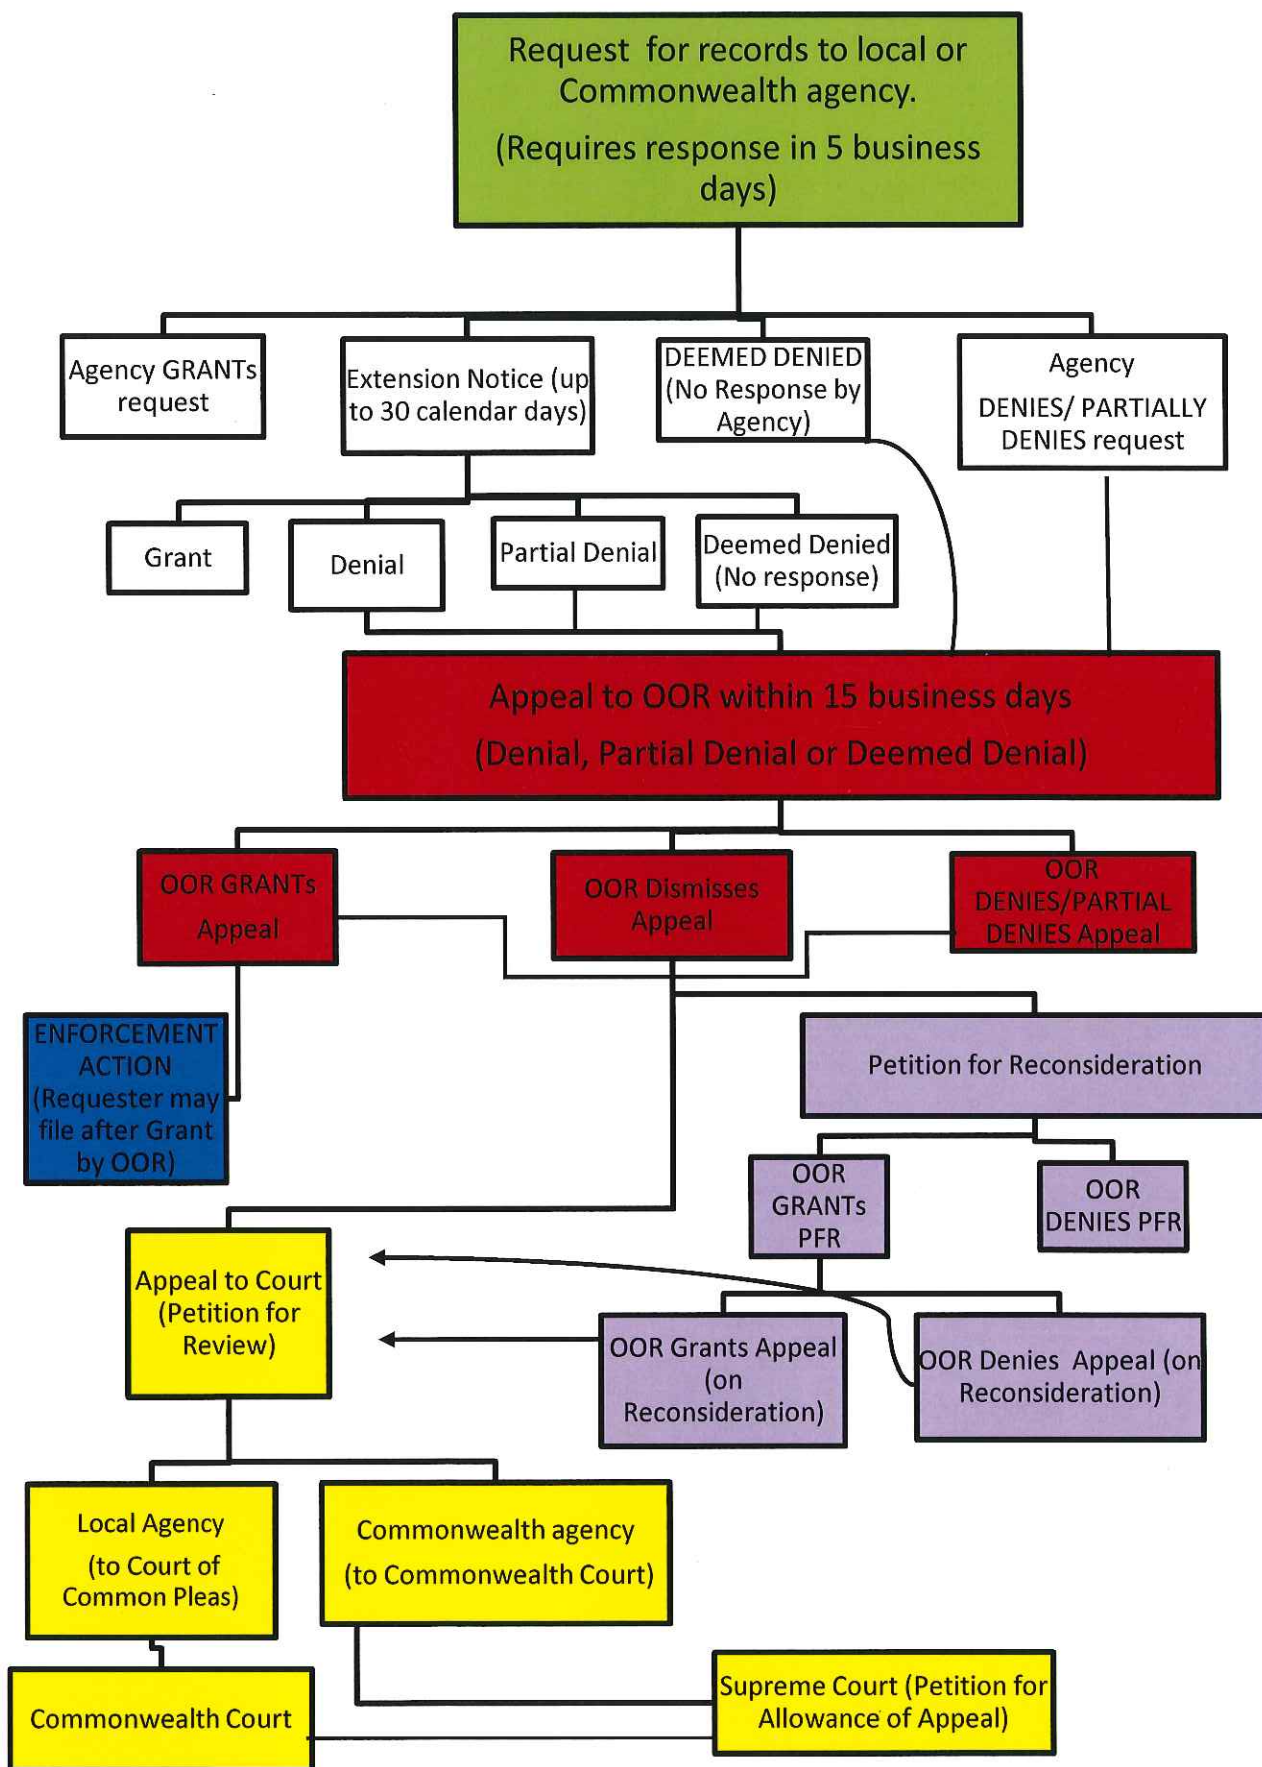 Request for records to local or
Commonwealth agency.
(Requires response in 5 business
days)
Agency GRANTs
request
Extension Notice (up
to 30 calendar days)
DEEMED DENIED
(No Response by
Agency)
Agency
DENIES/ PARTIALLY
DENIES request
Grant
Denial
Partial Denial
Deemed Denied
(No response)
Appeal to OOR within 15 business days
(Denial, Partial Denial or Deemed Denial)
OOR GRANTs
Appeal
OOR Dismisses
Appeal
OOR
DENIES/PARTIAL
DENIES Appeal
ENFORCEMENT
ACTION
(Requester may
file after Grant
by OOR)
Petition for Reconsideration
OOR
GRANTs
PFR
OOR
DENIES PFR
Appeal to Court
(Petition for
Review)
OOR Grants Appeal
(on
Reconsideration)
OOR Denies Appeal (on
Reconsideration)
Local Agency
(to Court of
Common Pleas)
Commonwealth agency
(to Commonwealth Court)
Commonwealth Court
Supreme Court (Petition for
Allowance of Appeal)